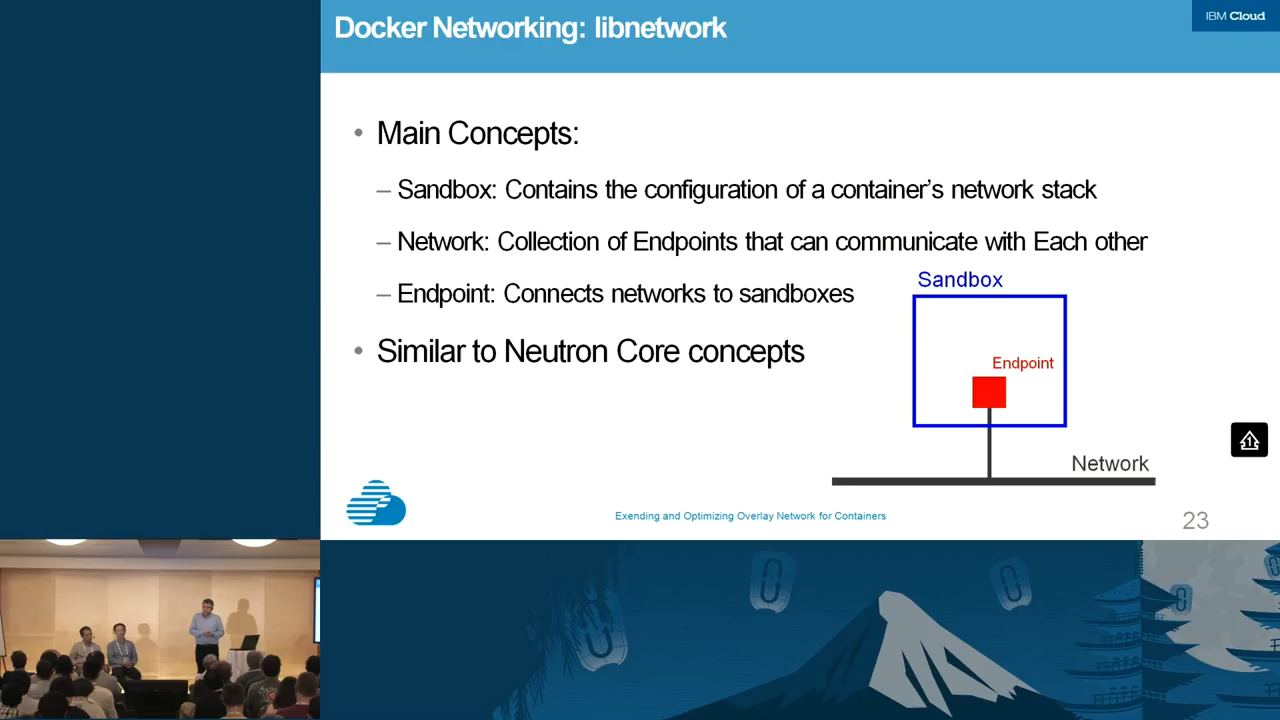 Docker Networking: libnetwork
IBM Cloud
• Main Concepts:
– Sandbox: Contains the configuration of a container’s network stack
– Network: Collection of Endpoints that can communicate with Each other
– Endpoint: Connects networks to sandboxes
• Similar to Neutron Core concepts
Sandbox
Endpoint
Network
Exending and Optimizing Overlay Network for Containers
23